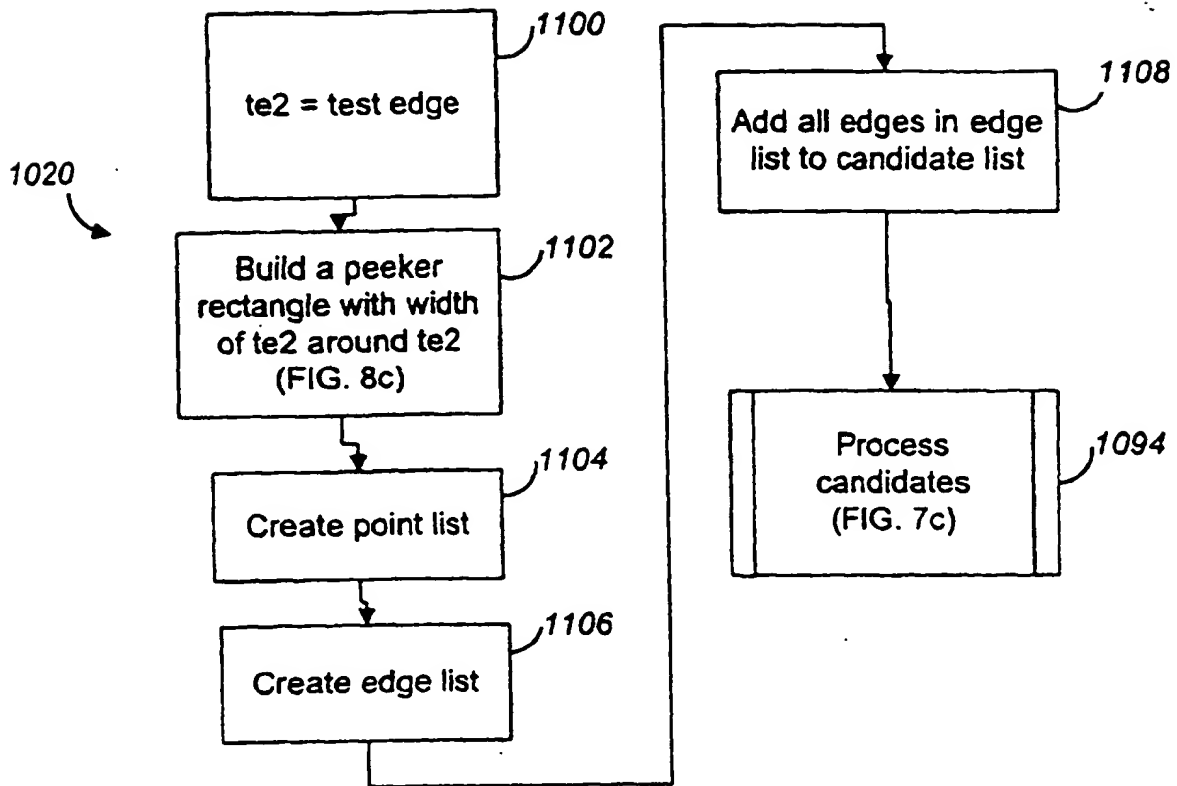 1100
te2 = test edge
1020
1102
Build a peeker
rectangle with width
of te2 around te2
(FIG. 8c)
1104
Create point list
1106
Create edge list
1108
Add all edges in edge
list to candidate list
1094
Process
candidates
(FIG. 7c)